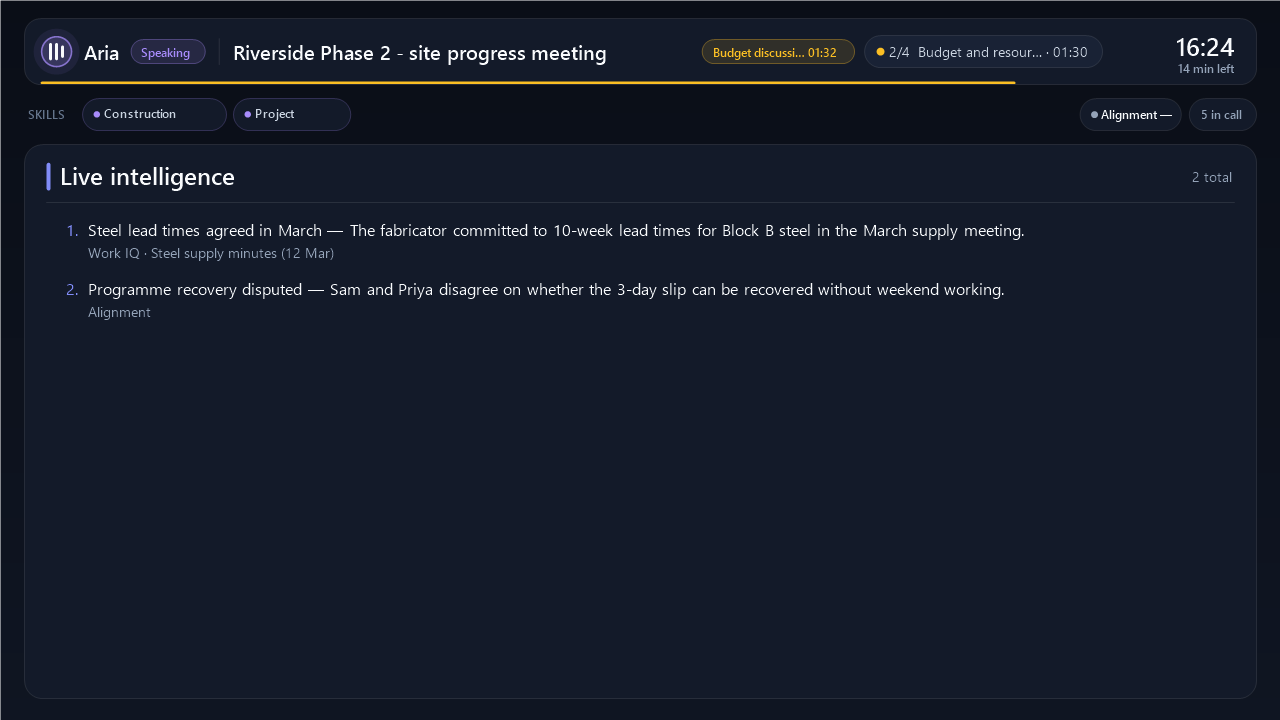 Aria Speaking Riverside Phase 2 - site progress meeting Budget discussi... 01:32 2/4 Budget and resour... · 01:30 16:24
14 min left
SKILLS Construction Project Alignment — 5 in call
Live intelligence 2 total
1. Steel lead times agreed in March — The fabricator committed to 10-week lead times for Block B steel in the March supply meeting.
Work IQ · Steel supply minutes (12 Mar)
2. Programme recovery disputed — Sam and Priya disagree on whether the 3-day slip can be recovered without weekend working.
Alignment